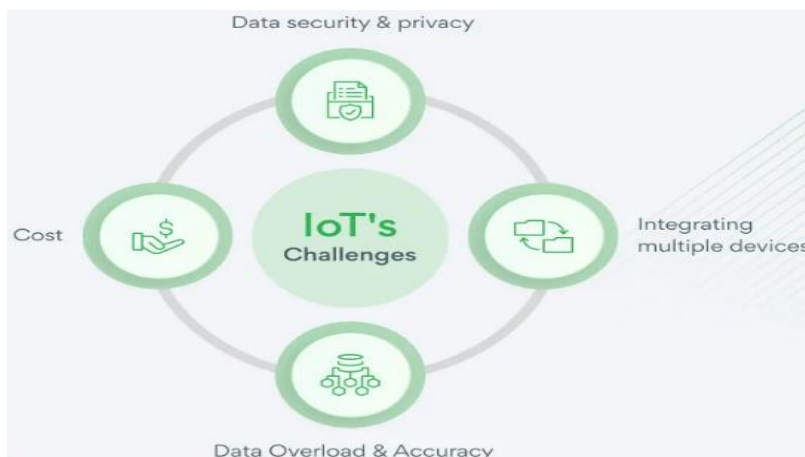 Data security & privacy
Cost
$
IoT's
Challenges
Integrating
multiple devices
Data Overload & Accuracy